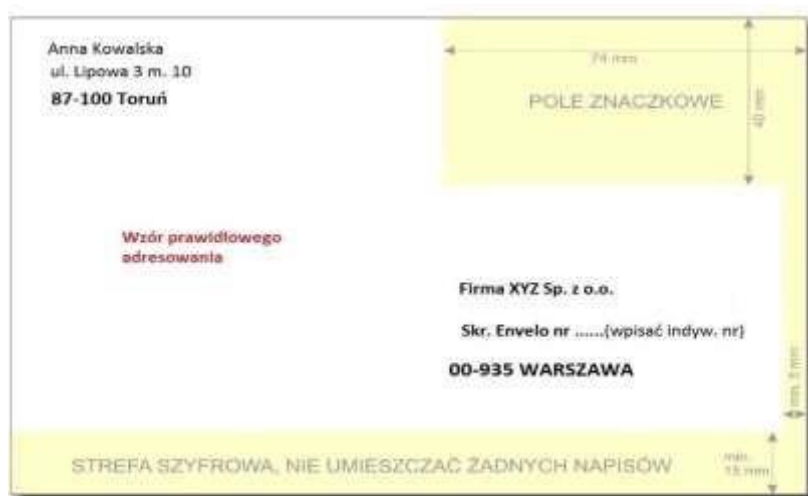 Anna Kowalska
ul. Lipowa 3 m. 10
87-100 Toruń
74 mm
POLE ZNACZKOWE
40 mm
Wzór prawidłowego
adresowania
Firma XYZ Sp. z o.o.
Skr. Envelo nr ......(wpisać indyw. nr)
00-935 WARSZAWA
min. 5 mm
STREFA SZYFROWA, NIE UMIESZCZAĆ ŻADNYCH NAPISÓW
min.
15 mm